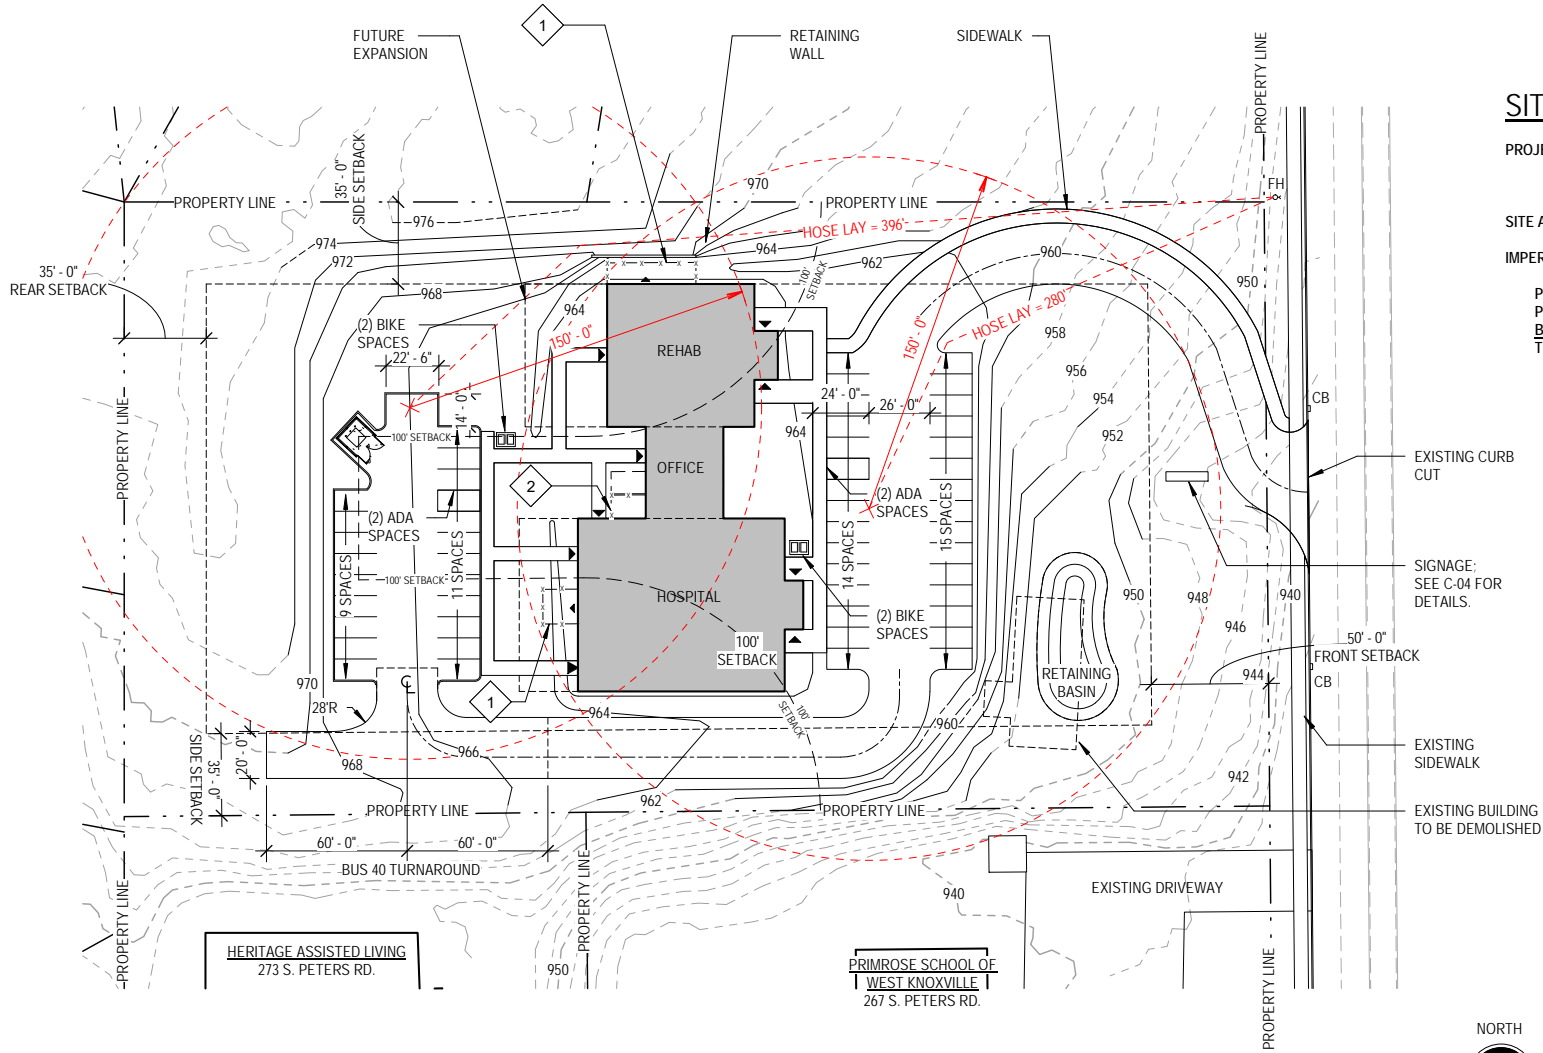 1
FUTURE
EXPANSION
RETAINING
WALL
SIDEWALK
PROPERTY LINE
SIT
PROJE
SITE A
IMPER
P
P
B
T
35' - 0"
SIDE SETBACK
PROPERTY LINE
976
974
972
970
PROPERTY LINE
FH
HOSE LAY = 396'
964
962
960
950
35' - 0"
REAR SETBACK
968
964
100'
SETBACK
(2) BIKE
SPACES
150' - 0"
REHAB
150' - 0"
HOSE LAY = 280'
958
956
954
952
22' - 6"
14' - 0"
24' - 0"
26' - 0"
CB
PROPERTY LINE
100' SETBACK
964
OFFICE
2
(2) ADA
SPACES
(2) ADA
SPACES
EXISTING CURB
CUT
9 SPACES
11 SPACES
14 SPACES
15 SPACES
100' SETBACK
HOSPITAL
(2) BIKE
SPACES
100'
SETBACK
950
948
946
944
940
SIGNAGE;
SEE C-04 FOR
DETAILS.
50' - 0"
FRONT SETBACK
CB
RETAINING
BASIN
970
28'R
CL
1
964
100'
SETBACK
960
966
968
SIDE SETBACK
35' - 0"
20' - 0"
962
942
EXISTING
SIDEWALK
PROPERTY LINE
PROPERTY LINE
EXISTING BUILDING
TO BE DEMOLISHED
60' - 0"
60' - 0"
BUS 40 TURNAROUND
PROPERTY LINE
PROPERTY LINE
940
EXISTING DRIVEWAY
HERITAGE ASSISTED LIVING
273 S. PETERS RD.
950
PRIMROSE SCHOOL OF
WEST KNOXVILLE
267 S. PETERS RD.
PROPERTY LINE
NORTH